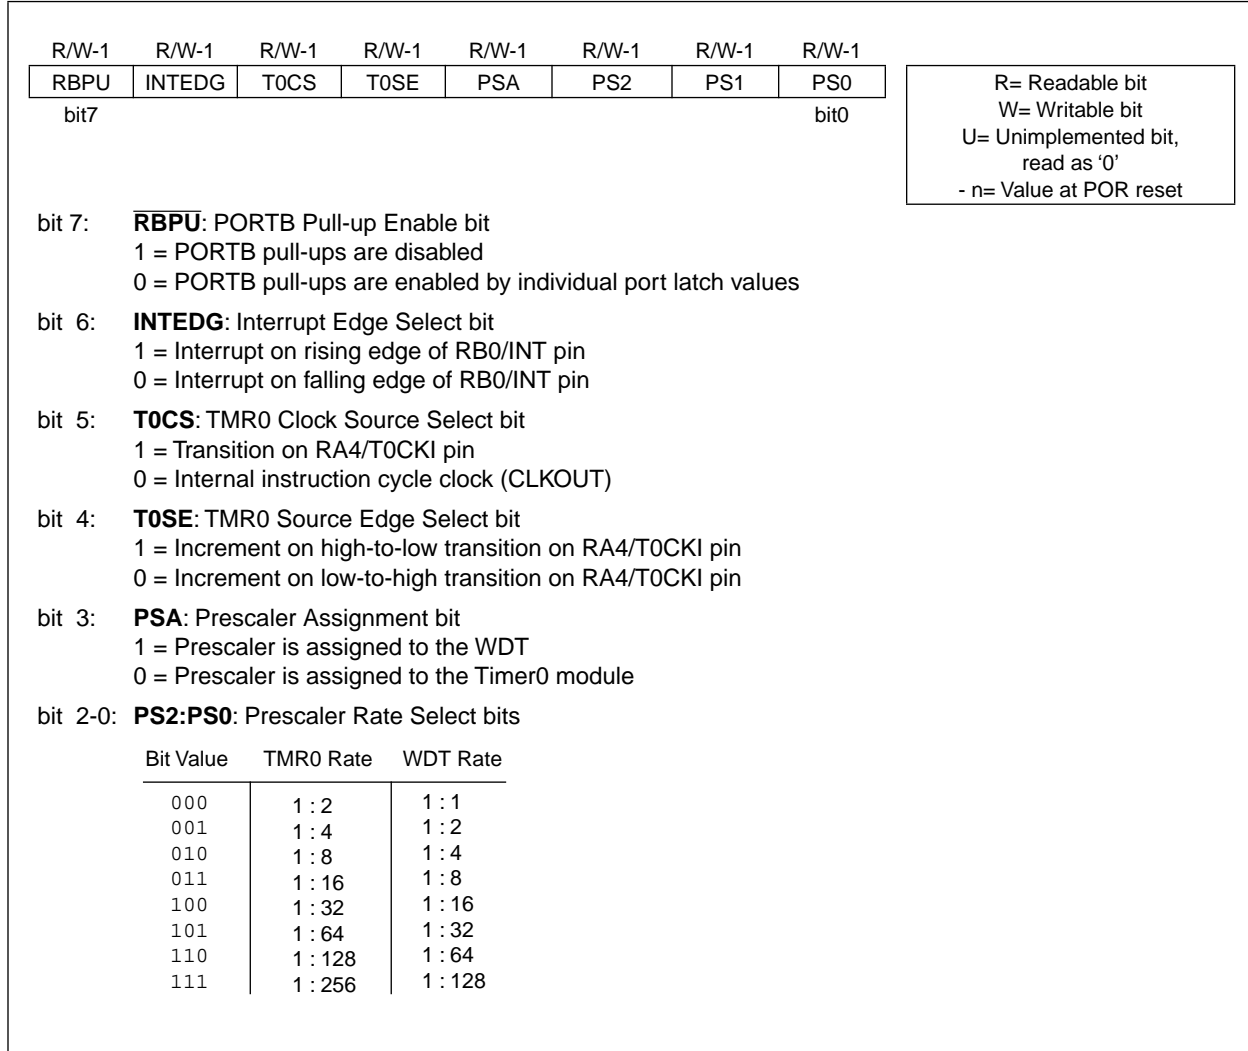 R/W-1 R/W-1 R/W-1 R/W-1 R/W-1 R/W-1 R/W-1 R/W-1
RBPU INTEDG T0CS T0SE PSA PS2 PS1 PS0
bit7 bit0
R= Readable bit
W= Writable bit
U= Unimplemented bit,
read as ‘0’
- n= Value at POR reset
bit 7: RBPU: PORTB Pull-up Enable bit
1 = PORTB pull-ups are disabled
0 = PORTB pull-ups are enabled by individual port latch values
bit 6: INTEDG: Interrupt Edge Select bit
1 = Interrupt on rising edge of RB0/INT pin
0 = Interrupt on falling edge of RB0/INT pin
bit 5: T0CS: TMR0 Clock Source Select bit
1 = Transition on RA4/T0CKI pin
0 = Internal instruction cycle clock (CLKOUT)
bit 4: T0SE: TMR0 Source Edge Select bit
1 = Increment on high-to-low transition on RA4/T0CKI pin
0 = Increment on low-to-high transition on RA4/T0CKI pin
bit 3: PSA: Prescaler Assignment bit
1 = Prescaler is assigned to the WDT
0 = Prescaler is assigned to the Timer0 module
bit 2-0: PS2:PS0: Prescaler Rate Select bits
Bit Value TMR0 Rate WDT Rate
000 1 : 2 1 : 1
001 1 : 4 1 : 2
010 1 : 8 1 : 4
011 1 : 16 1 : 8
100 1 : 32 1 : 16
101 1 : 64 1 : 32
110 1 : 128 1 : 64
111 1 : 256 1 : 128